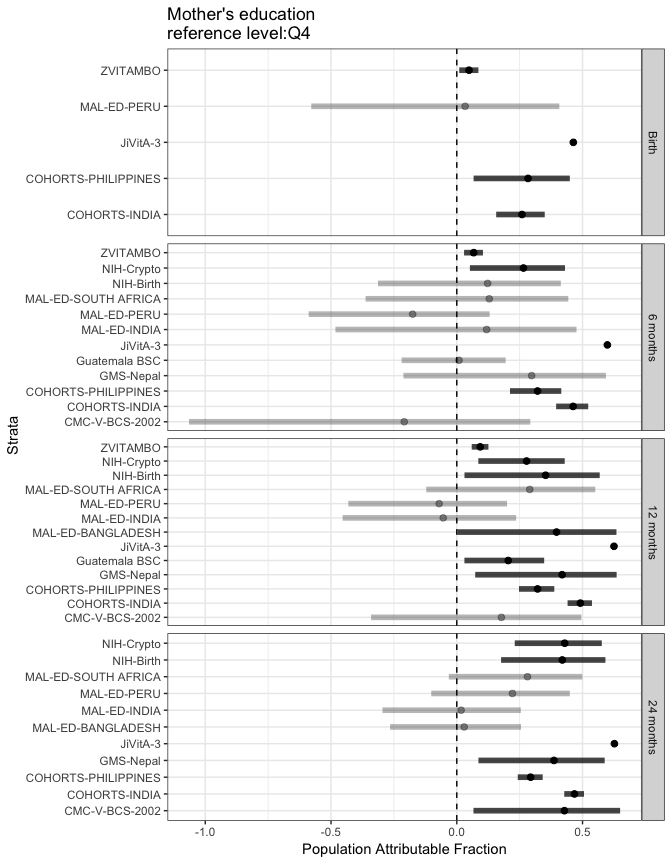 Mother's education
reference level:Q4
ZVITAMBO
MAL-ED-PERU
JiVitA-3
COHORTS-PHILIPPINES
COHORTS-INDIA
Birth
ZVITAMBO
NIH-Crypto
NIH-Birth
MAL-ED-SOUTH AFRICA
MAL-ED-PERU
MAL-ED-INDIA
JiVitA-3
Guatemala BSC
GMS-Nepal
COHORTS-PHILIPPINES
COHORTS-INDIA
CMC-V-BCS-2002
6 months
ZVITAMBO
NIH-Crypto
NIH-Birth
MAL-ED-SOUTH AFRICA
MAL-ED-PERU
MAL-ED-INDIA
MAL-ED-BANGLADESH
JiVitA-3
Guatemala BSC
GMS-Nepal
COHORTS-PHILIPPINES
COHORTS-INDIA
CMC-V-BCS-2002
12 months
NIH-Crypto
NIH-Birth
MAL-ED-SOUTH AFRICA
MAL-ED-PERU
MAL-ED-INDIA
MAL-ED-BANGLADESH
JiVitA-3
GMS-Nepal
COHORTS-PHILIPPINES
COHORTS-INDIA
CMC-V-BCS-2002
24 months
Strata
-1.0 -0.5 0.0 0.5
Population Attributable Fraction